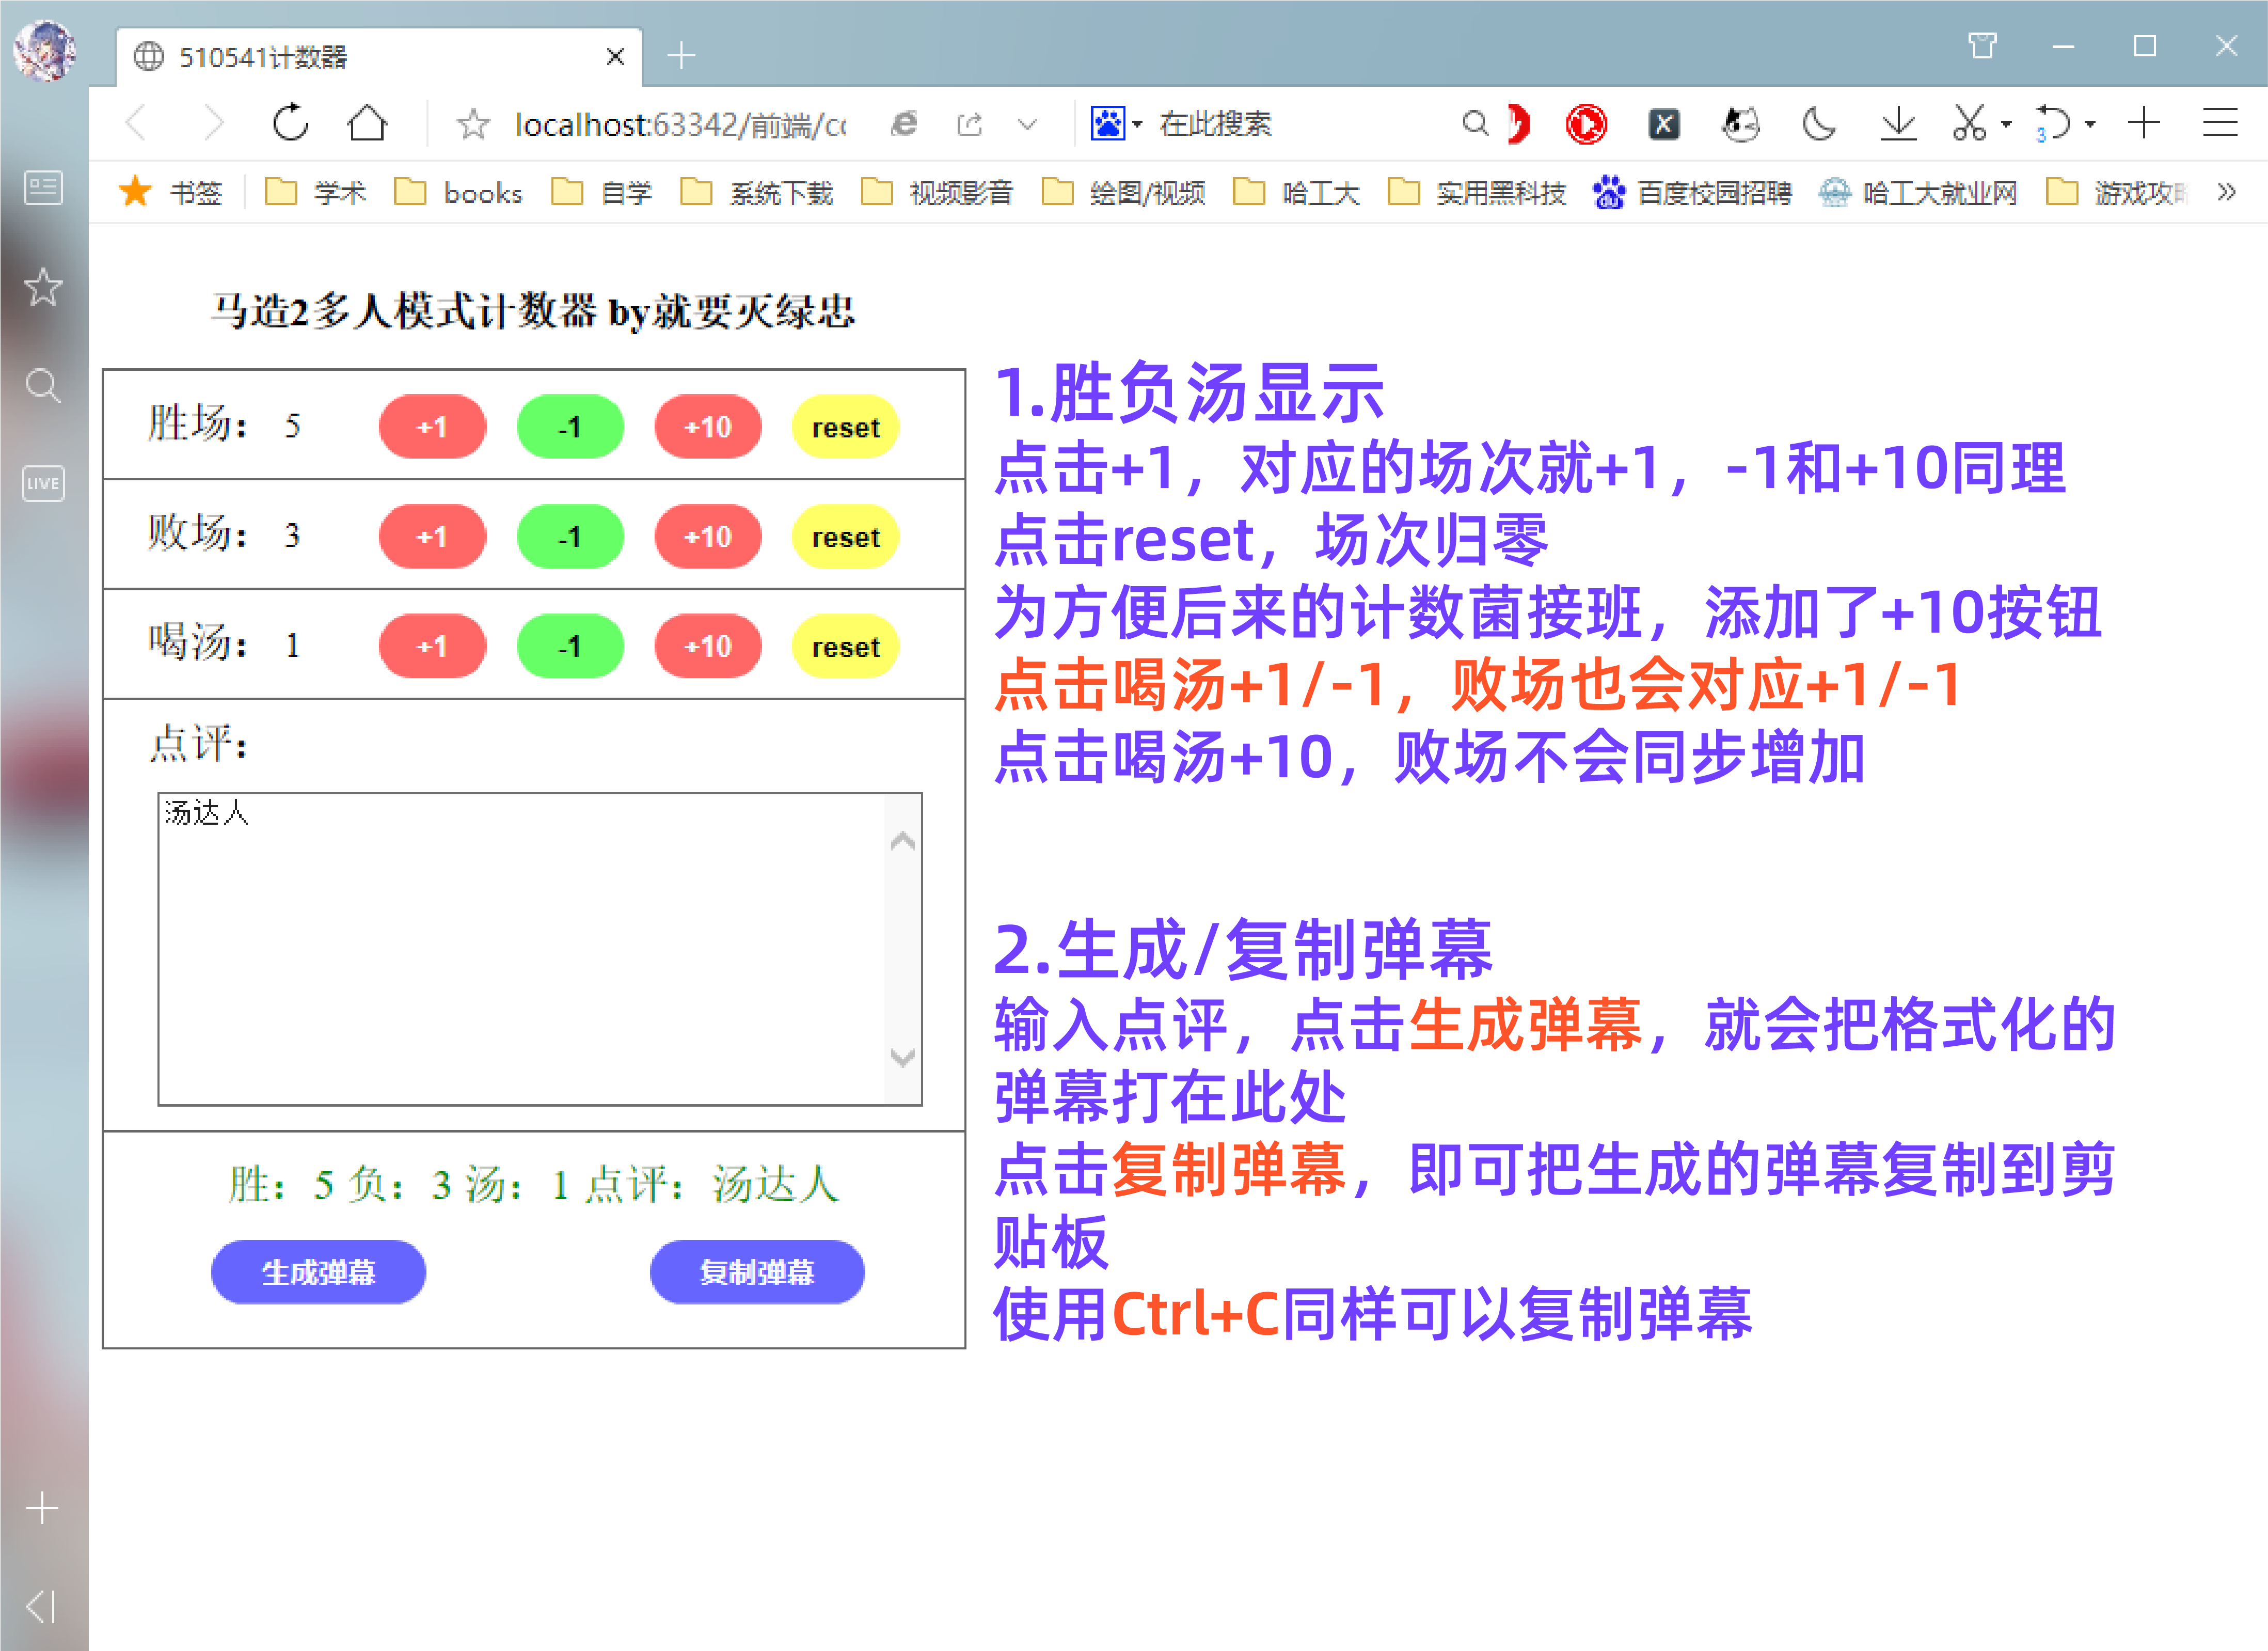 510541计数器
localhost:63342/前端/cc
在此搜索
3
书签 学术 books 自学 系统下载 视频影音 绘图/视频 哈工大 实用黑科技 百度校园招聘 哈工大就业网 游戏攻略
LIVE
马造2多人模式计数器 by就要灭绿忠
胜场： 5 +1 -1 +10 reset
败场： 3 +1 -1 +10 reset
喝汤： 1 +1 -1 +10 reset
点评：
汤达人
胜：5 负：3 汤：1 点评：汤达人
生成弹幕 复制弹幕
1.胜负汤显示
点击+1，对应的场次就+1，-1和+10同理
点击reset，场次归零
为方便后来的计数菌接班，添加了+10按钮
点击喝汤+1/-1，败场也会对应+1/-1
点击喝汤+10，败场不会同步增加
2.生成/复制弹幕
输入点评，点击生成弹幕，就会把格式化的
弹幕打在此处
点击复制弹幕，即可把生成的弹幕复制到剪
贴板
使用Ctrl+C同样可以复制弹幕